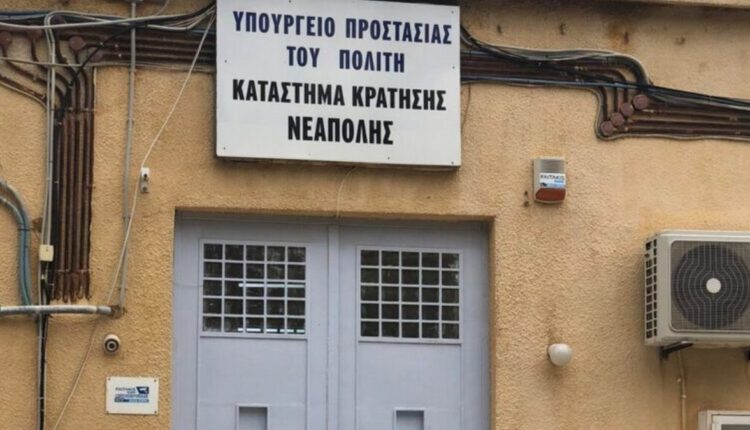 ΥΠΟΥΡΓΕΙΟ ΠΡΟΣΤΑΣΙΑΣ
ΤΟΥ ΠΟΛΙΤΗ
ΚΑΤΑΣΤΗΜΑ ΚΡΑΤΗΣΗΣ
ΝΕΑΠΟΛΗΣ